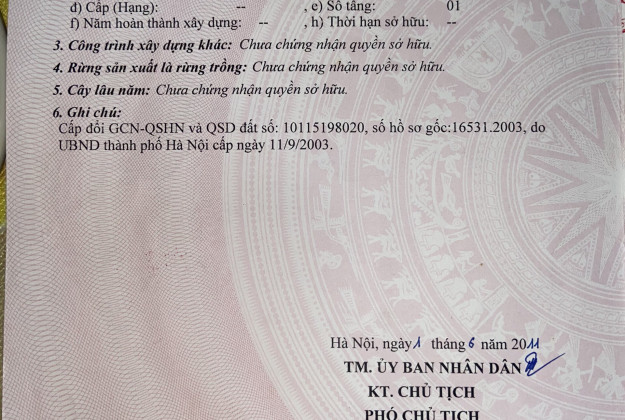 đ) Cấp (Hạng): -- , e) Số tầng: 01
f) Năm hoàn thành xây dựng: -- , h) Thời hạn sở hữu: --
3. Công trình xây dựng khác: Chưa chứng nhận quyền sở hữu.
4. Rừng sản xuất là rừng trồng: Chưa chứng nhận quyền sở hữu.
5. Cây lâu năm: Chưa chứng nhận quyền sở hữu.
6. Ghi chú:
Cấp đổi GCN-QSHN và QSD đất số: 10115198020, số hồ sơ gốc:16531.2003, do
UBND thành phố Hà Nội cấp ngày 11/9/2003.
Hà Nội, ngày 1 tháng 6 năm 2011
TM. ỦY BAN NHÂN DÂN
KT. CHỦ TỊCH
PHÓ CHỦ TỊCH